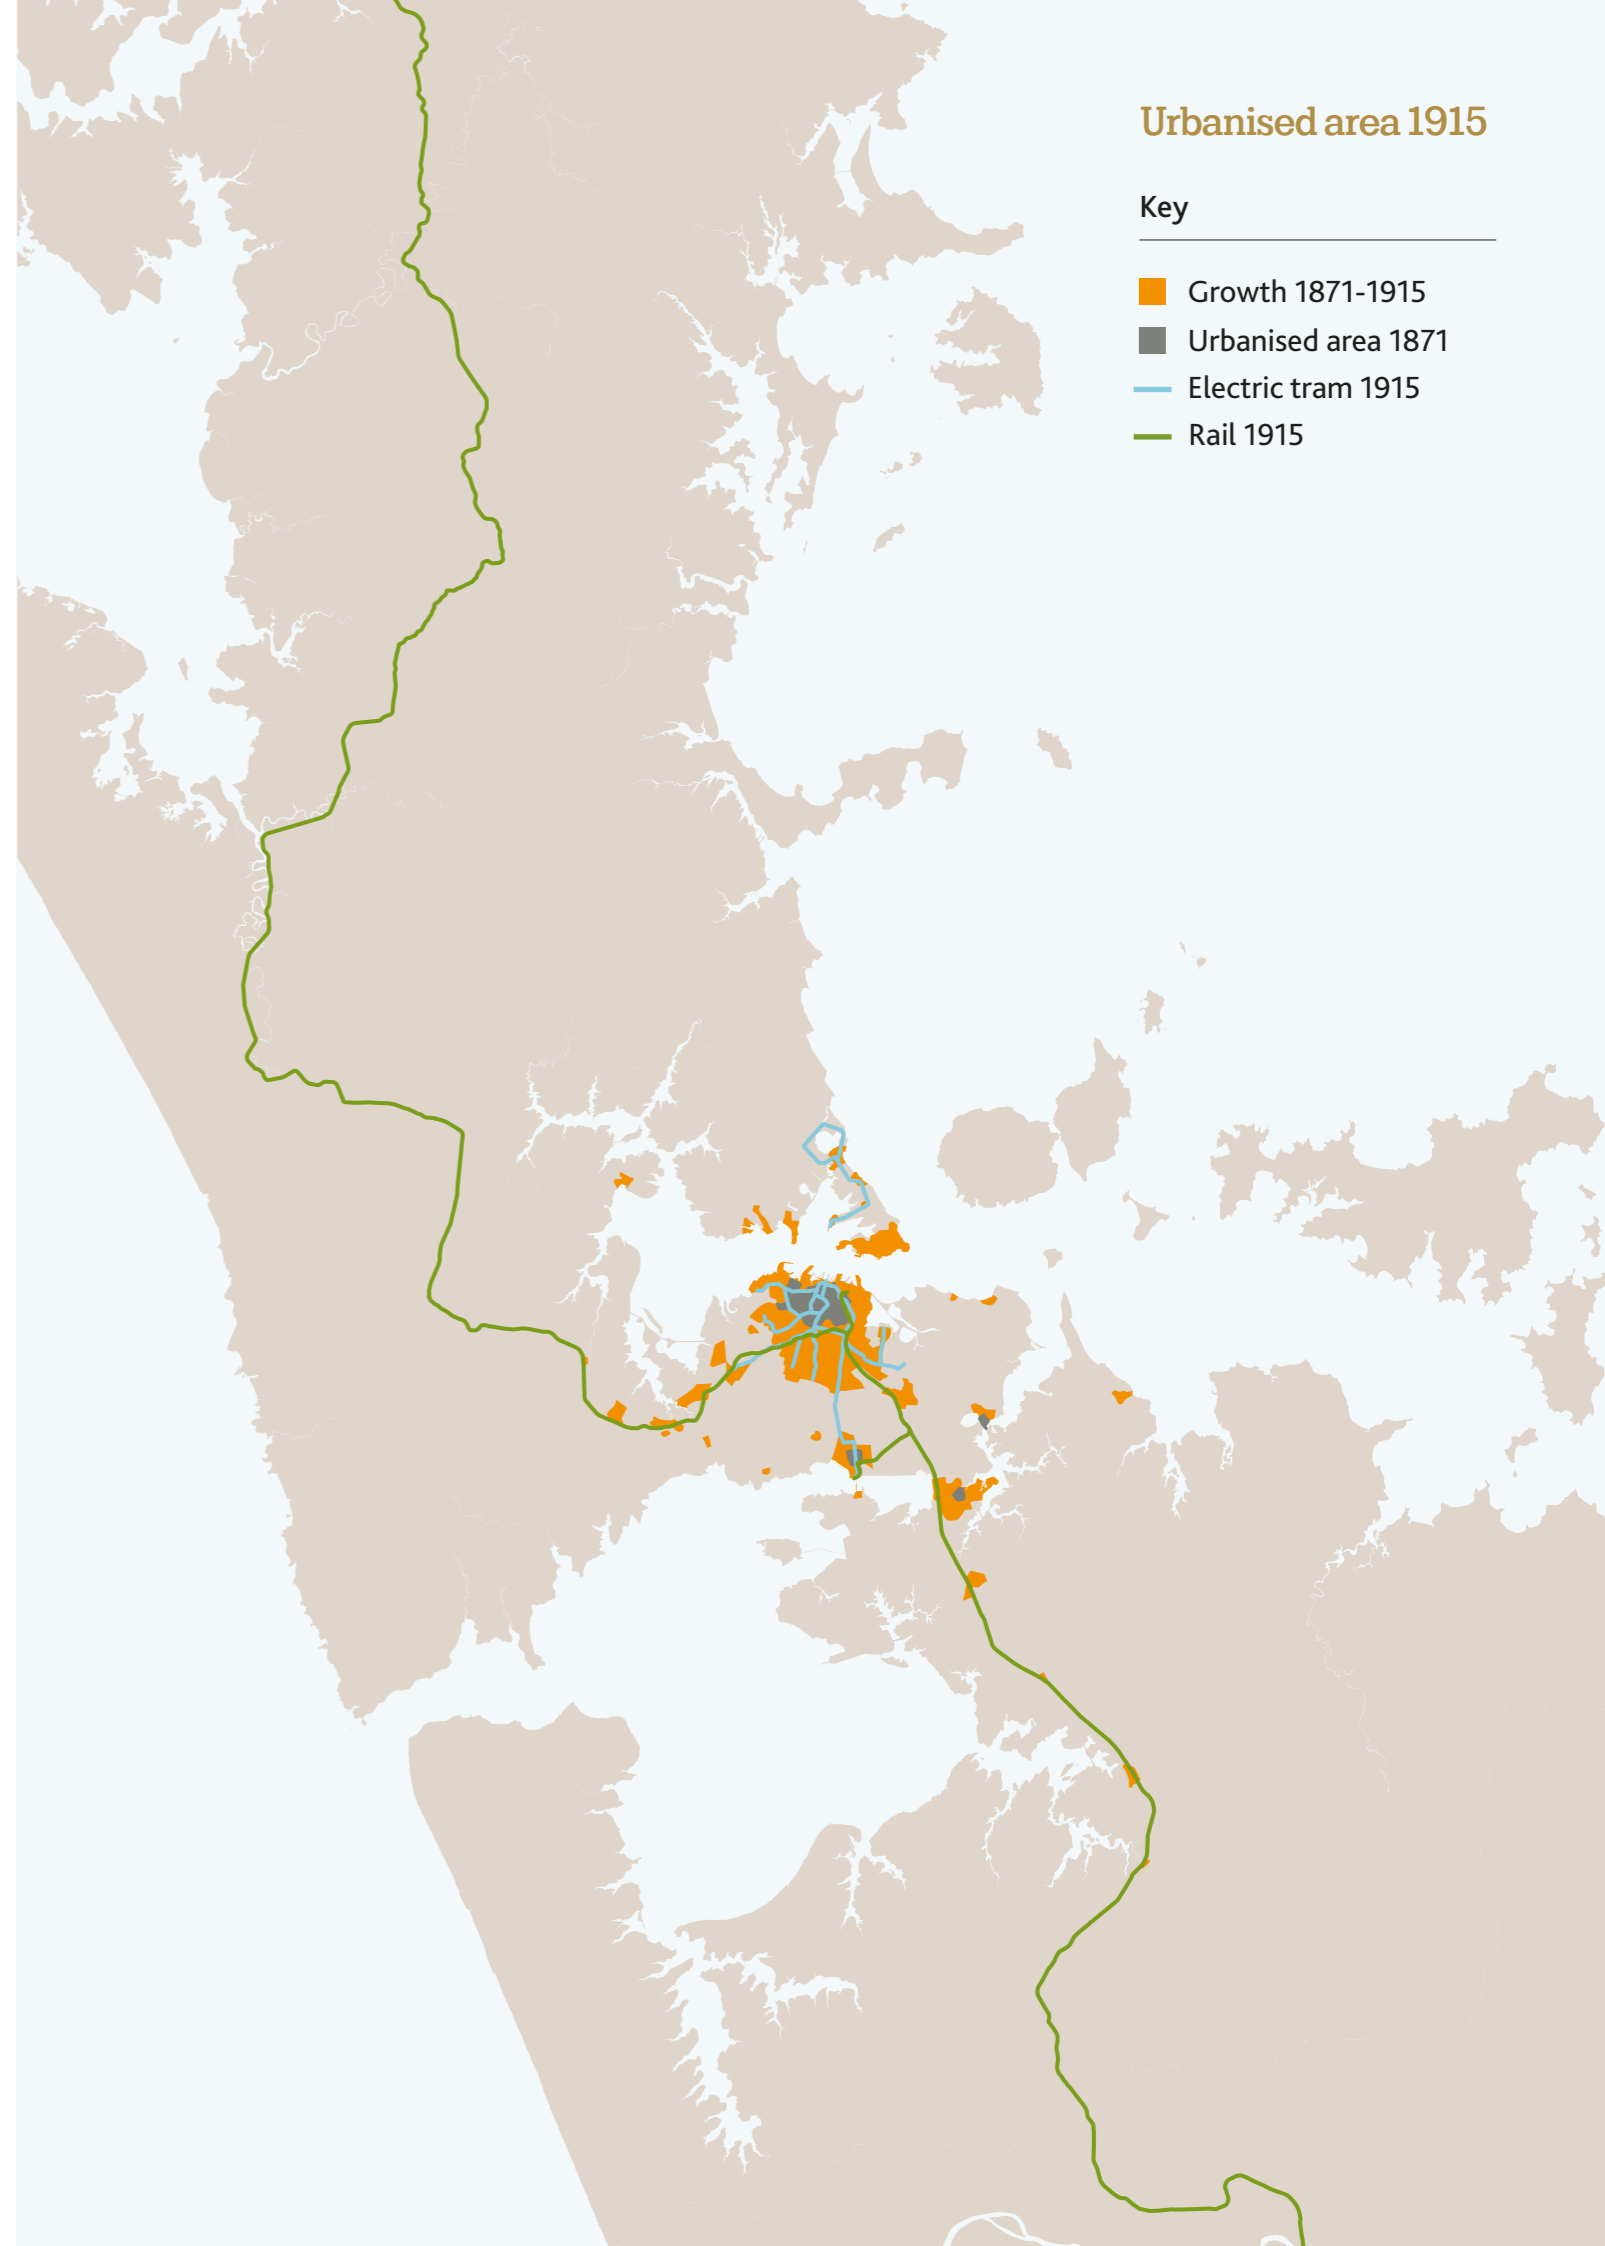 Urbanised area 1915
Key
Growth 1871-1915
Urbanised area 1871
Electric tram 1915
Rail 1915